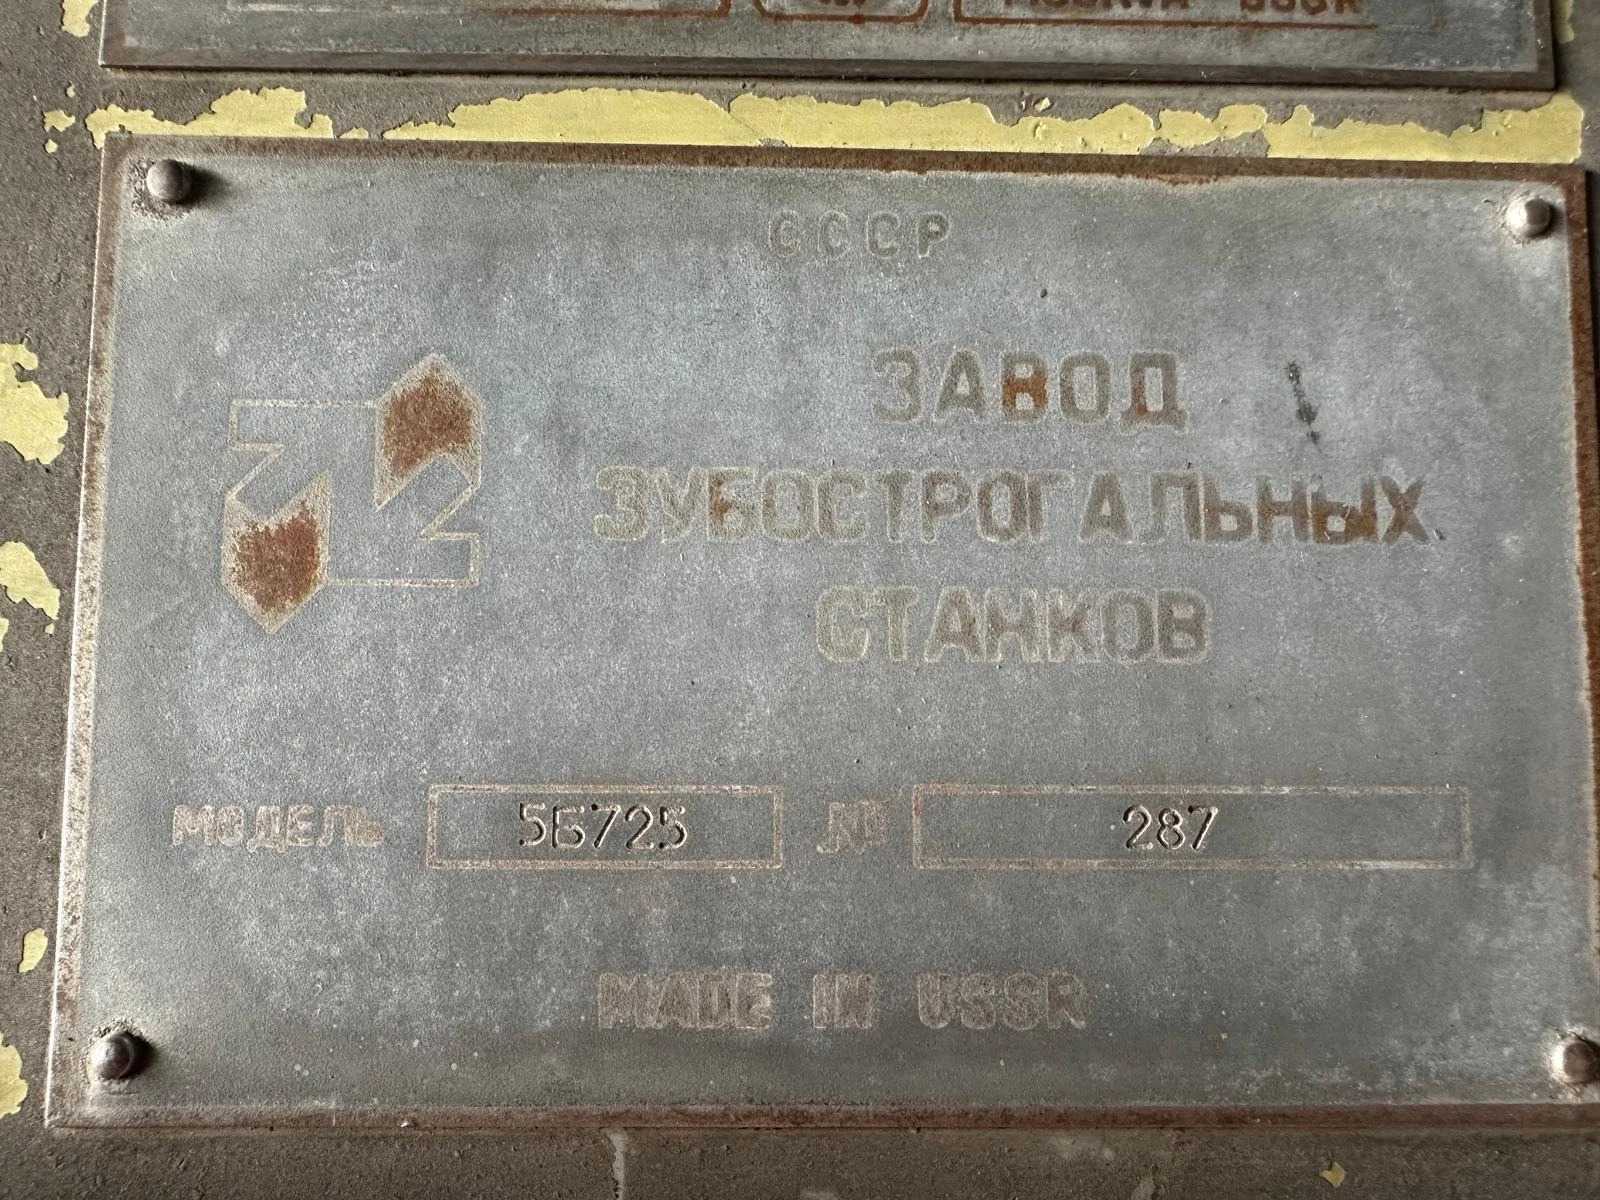 СССР
ЗАВОД
ЗУБОСТРОГАЛЬНЫХ
СТАНКОВ
МОДЕЛЬ 5Б725 № 287
MADE IN USSR